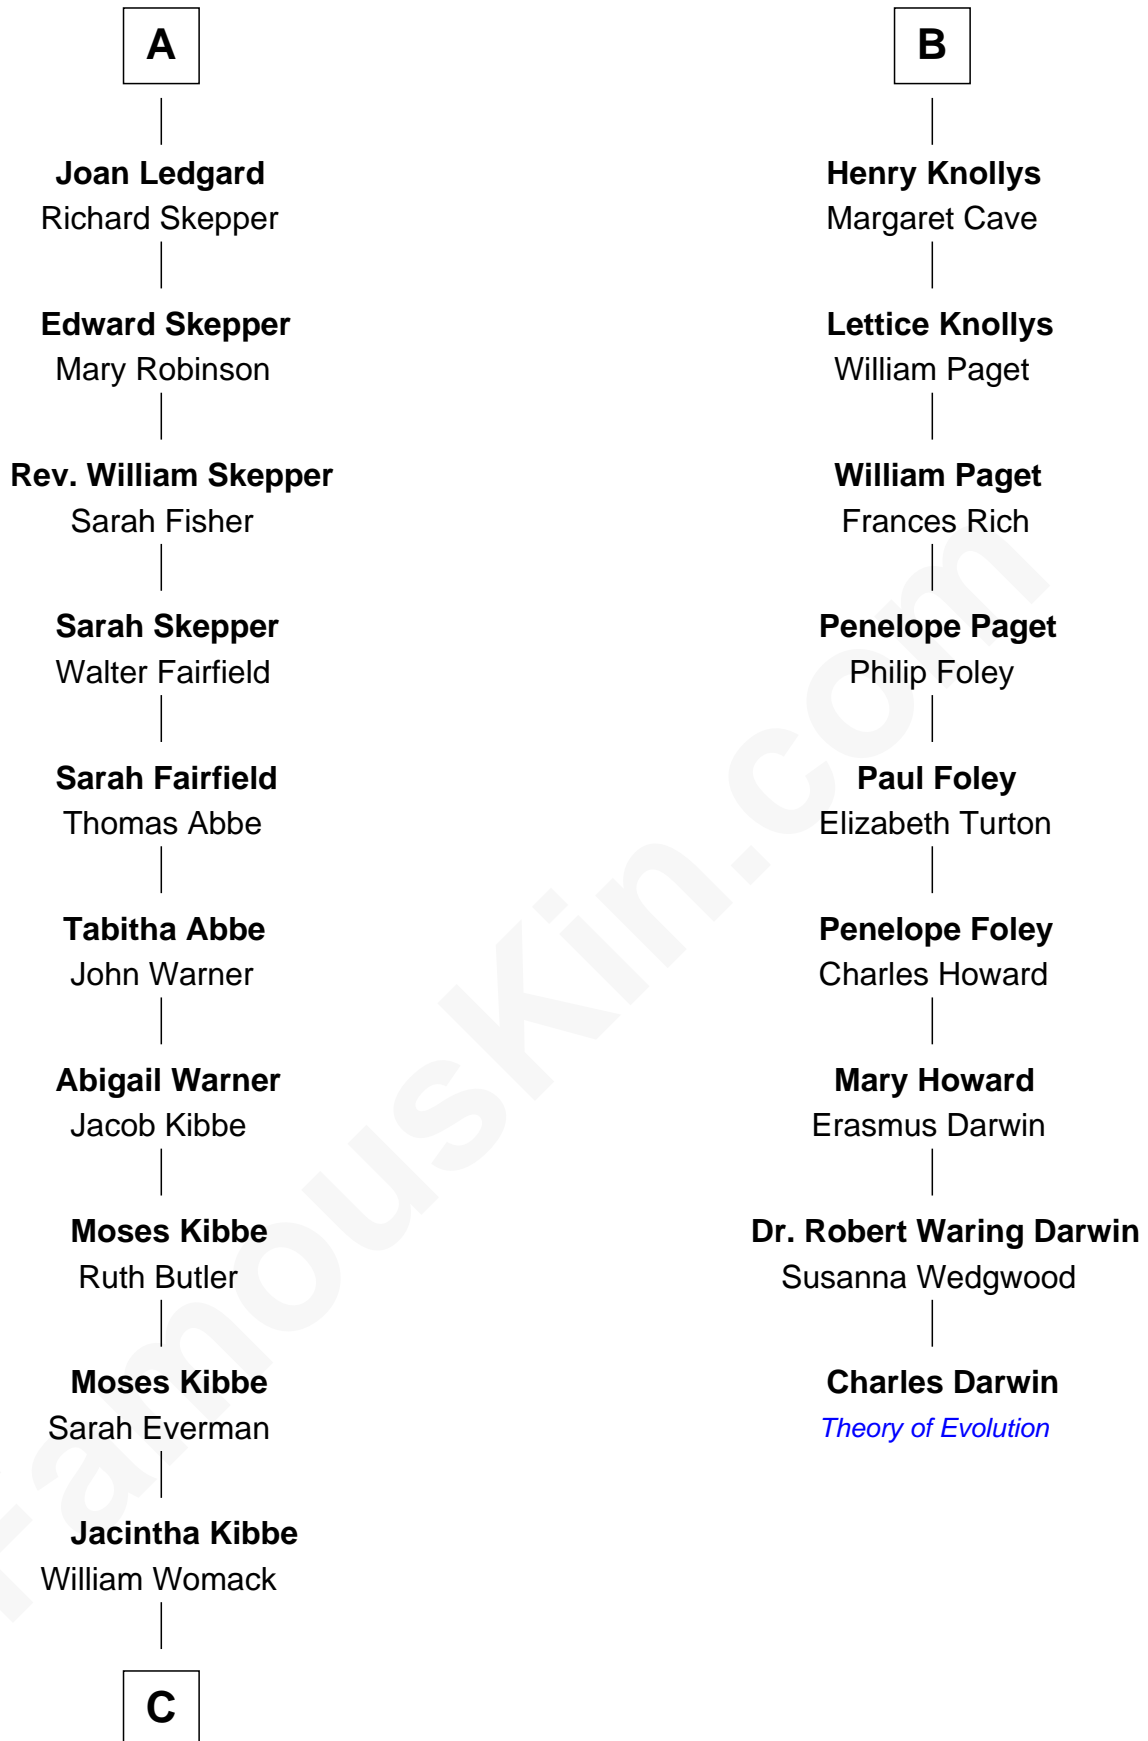 A
Joan Ledgard
Richard Skepper
Edward Skepper
Mary Robinson
Rev. William Skepper
Sarah Fisher
Sarah Skepper
Walter Fairfield
Sarah Fairfield
Thomas Abbe
Tabitha Abbe
John Warner
Abigail Warner
Jacob Kibbe
Moses Kibbe
Ruth Butler
Moses Kibbe
Sarah Everman
Jacintha Kibbe
William Womack
C
B
Henry Knollys
Margaret Cave
Lettice Knollys
William Paget
William Paget
Frances Rich
Penelope Paget
Philip Foley
Paul Foley
Elizabeth Turton
Penelope Foley
Charles Howard
Mary Howard
Erasmus Darwin
Dr. Robert Waring Darwin
Susanna Wedgwood
Charles Darwin
Theory of Evolution
FamousKin.com